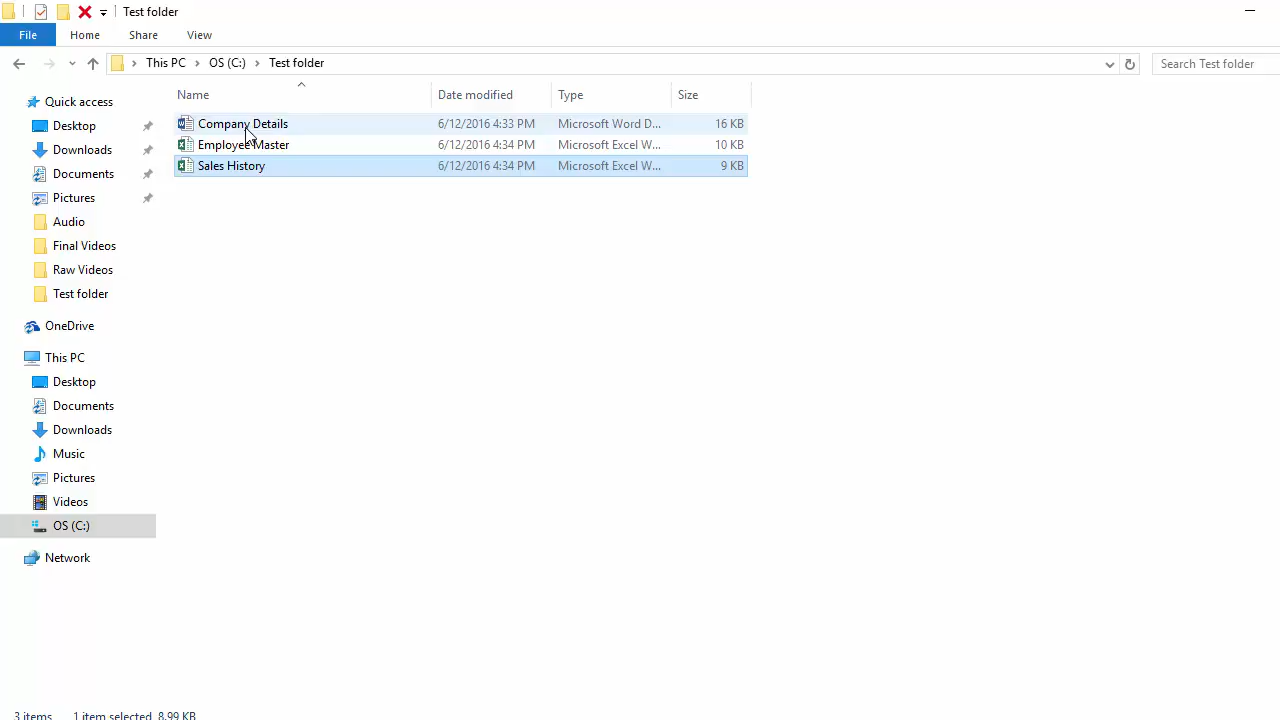 Test folder
File Home Share View
This PC OS (C:) Test folder Search Test folder
Name Date modified Type Size
Company Details 6/12/2016 4:33 PM Microsoft Word D... 16 KB
Employee Master 6/12/2016 4:34 PM Microsoft Excel W... 10 KB
Sales History 6/12/2016 4:34 PM Microsoft Excel W... 9 KB
Quick access
Desktop
Downloads
Documents
Pictures
Audio
Final Videos
Raw Videos
Test folder
OneDrive
This PC
Desktop
Documents
Downloads
Music
Pictures
Videos
OS (C:)
Network
3 items 1 item selected 8.99 KB